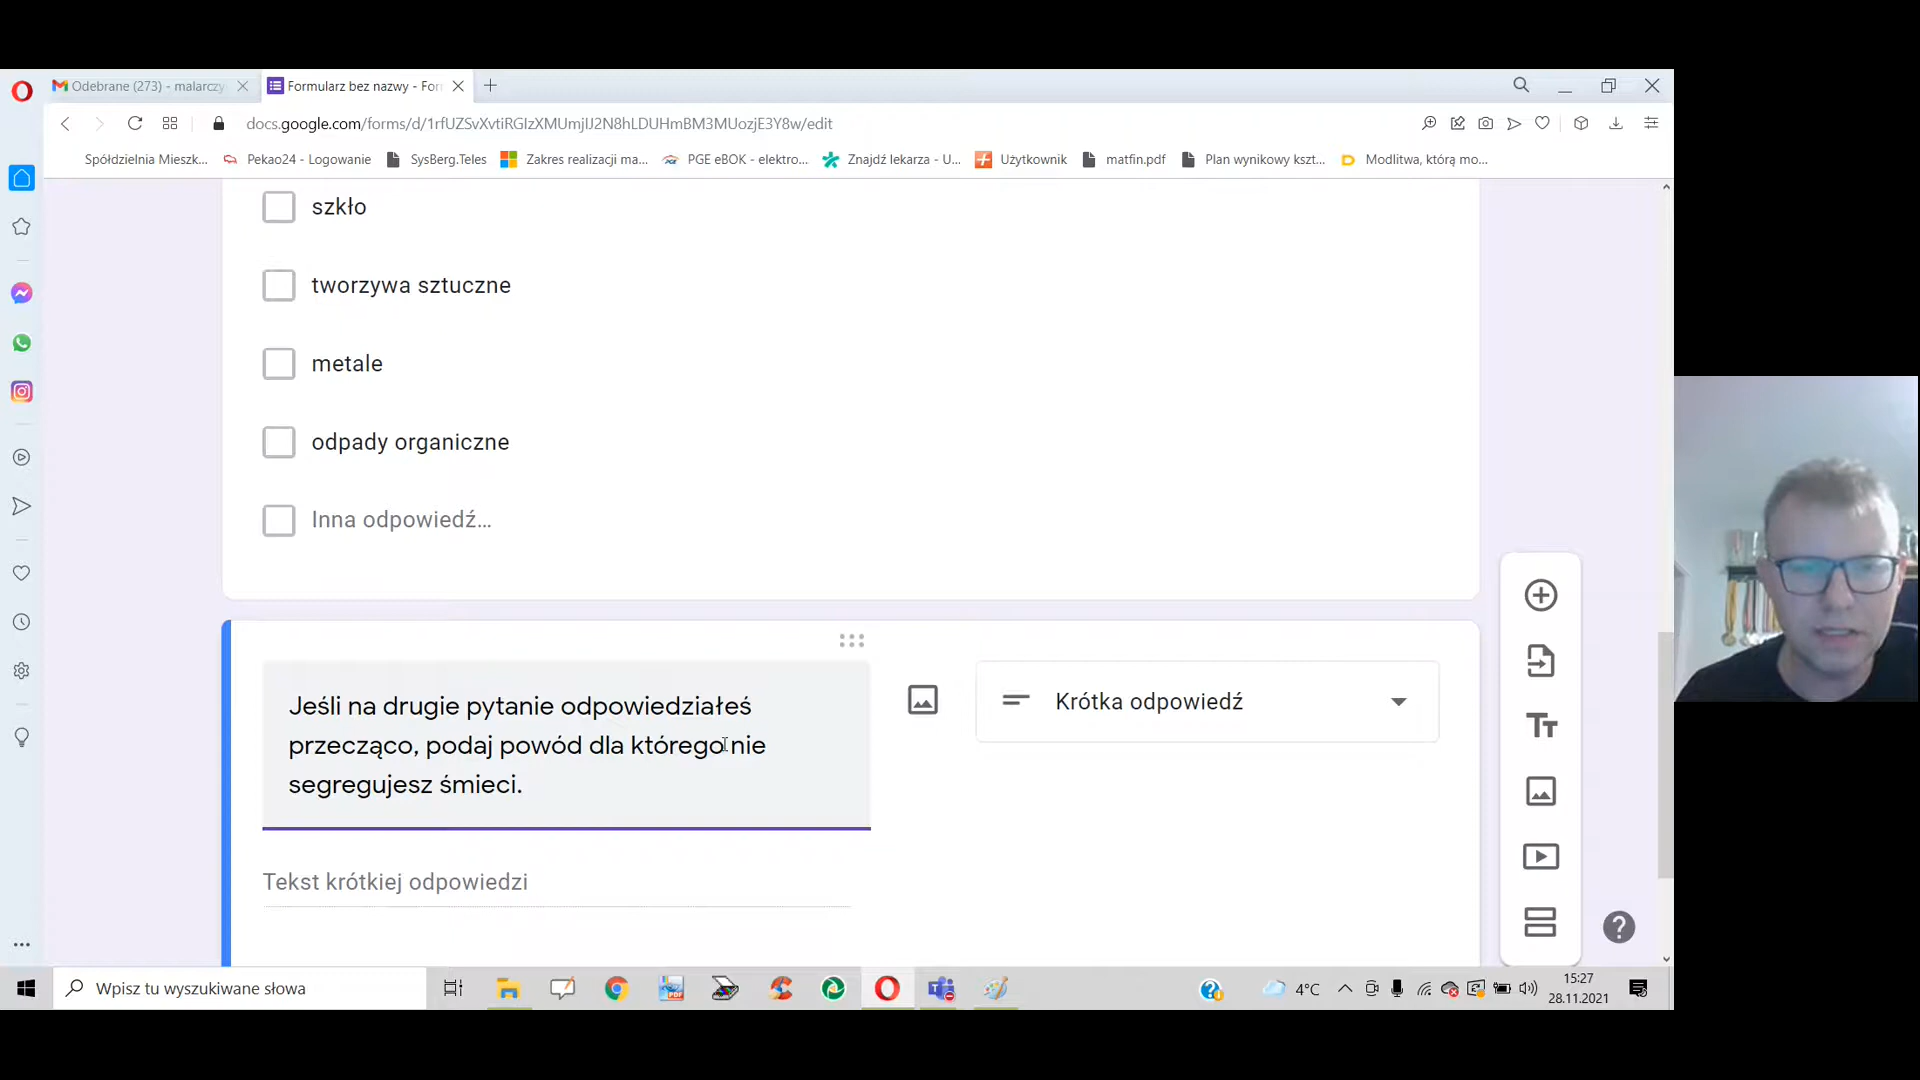 Odebrane (273) - malarczy
Formularz bez nazwy - For
docs.google.com/forms/d/1rfUZSvXvtiRGIzXMUmjIJ2N8hLDUHmBM3MUozjE3Y8w/edit
Spółdzielnia Mieszk...
Pekao24 - Logowanie
SysBerg.Teles
Zakres realizacji ma...
PGE eBOK - elektro...
Znajdź lekarza - U...
Użytkownik
matfin.pdf
Plan wynikowy kszt...
Modlitwa, którą mo...
szkło
tworzywa sztuczne
metale
odpady organiczne
Inna odpowiedź...
Jeśli na drugie pytanie odpowiedziałeś
przecząco, podaj powód dla którego nie
segregujesz śmieci.
Krótka odpowiedź
Tekst krótkiej odpowiedzi
Wpisz tu wyszukiwane słowa
4°C
15:27
28.11.2021